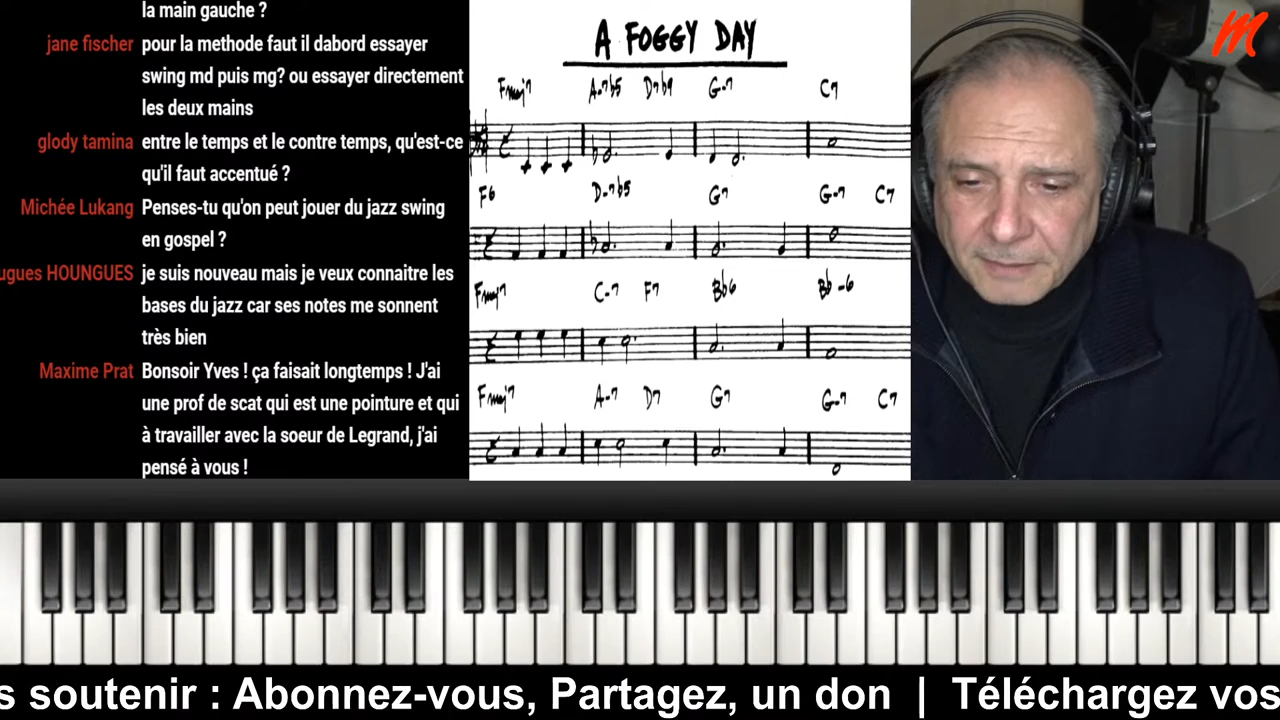 la main gauche ?
jane fischer pour la methode faut il dabord essayer
swing md puis mg? ou essayer directement
les deux mains
glody tamina entre le temps et le contre temps, qu'est-ce
qu'il faut accentué ?
Michée Lukang Penses-tu qu'on peut jouer du jazz swing
en gospel ?
ugues HOUNGUES je suis nouveau mais je veux connaitre les
bases du jazz car ses notes me sonnent
très bien
Maxime Prat Bonsoir Yves ! ça faisait longtemps ! J'ai
une prof de scat qui est une pointure et qui
à travailler avec la soeur de Legrand, j'ai
pensé à vous !
A FOGGY DAY
Fmaj7 A-7b5 D7b9 G-7 C7
F6 D-7b5 G7 G-7 C7
Fmaj7 C-7 F7 Bb6 Bb-6
Fmaj7 A-7 D7 G7 G-7 C7
M
s soutenir : Abonnez-vous, Partagez, un don | Téléchargez vos